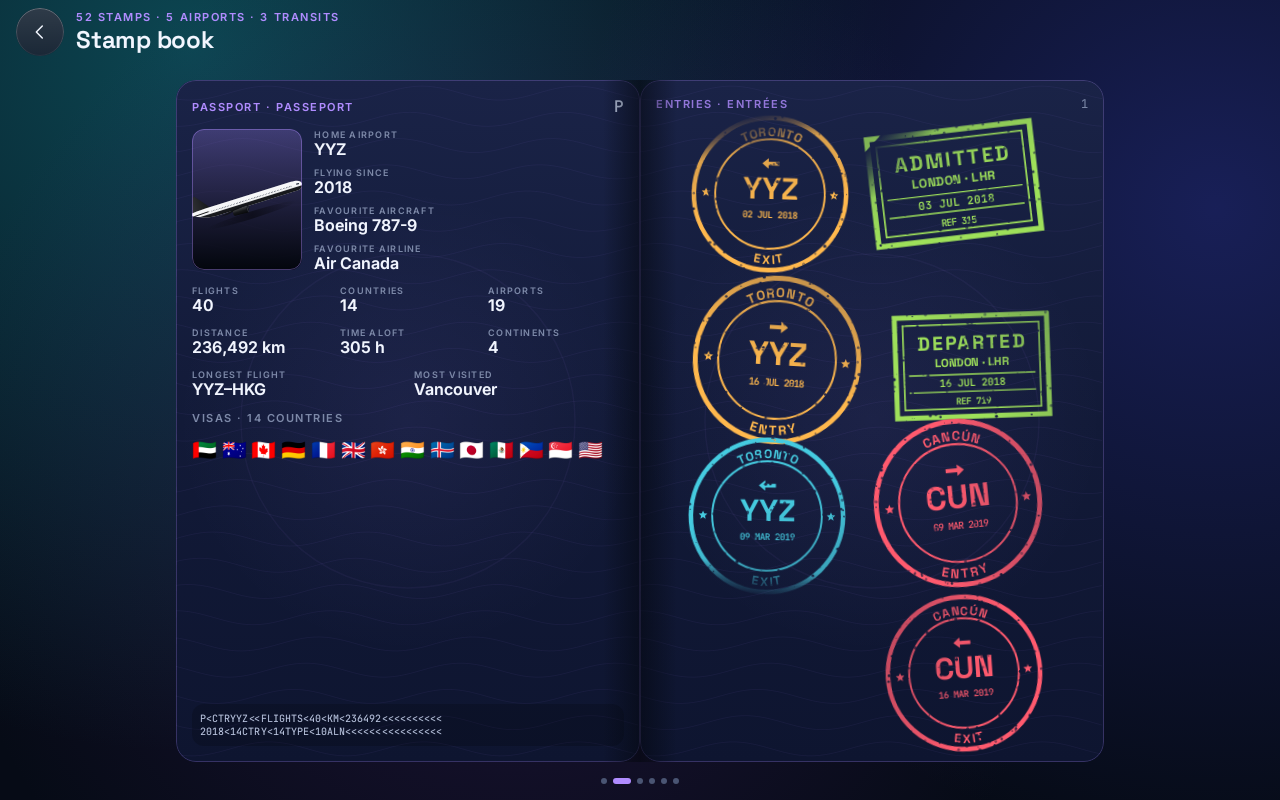 52 STAMPS · 5 AIRPORTS · 3 TRANSITS
Stamp book
PASSPORT · PASSEPORT
P
HOME AIRPORT
YYZ
FLYING SINCE
2018
FAVOURITE AIRCRAFT
Boeing 787-9
FAVOURITE AIRLINE
Air Canada
FLIGHTS
40
COUNTRIES
14
AIRPORTS
19
DISTANCE
236,492 km
TIME ALOFT
305 h
CONTINENTS
4
LONGEST FLIGHT
YYZ–HKG
MOST VISITED
Vancouver
VISAS · 14 COUNTRIES
P<CTRYYZ<<FLIGHTS<40<KM<236492<<<<<<<<<<
2018<14CTRY<14TYPE<10ALN<<<<<<<<<<<<<<<<
ENTRIES · ENTRÉES
1
TORONTO
YYZ
02 JUL 2018
EXIT
ADMITTED
LONDON · LHR
03 JUL 2018
REF 315
TORONTO
YYZ
16 JUL 2018
ENTRY
DEPARTED
LONDON · LHR
16 JUL 2018
REF 719
TORONTO
YYZ
09 MAR 2019
EXIT
CANCÚN
CUN
09 MAR 2019
ENTRY
CANCÚN
CUN
16 MAR 2019
EXIT